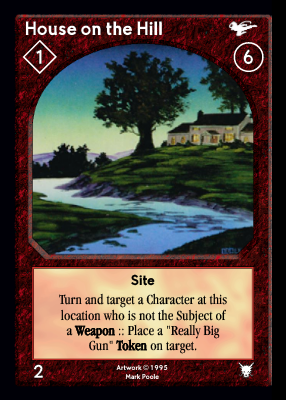 House on the Hill
1
6
Site
Turn and target a Character at this
location who is not the Subject of
a Weapon :: Place a "Really Big
Gun" Token on target.
2
Artwork © 1995
Mark Poole